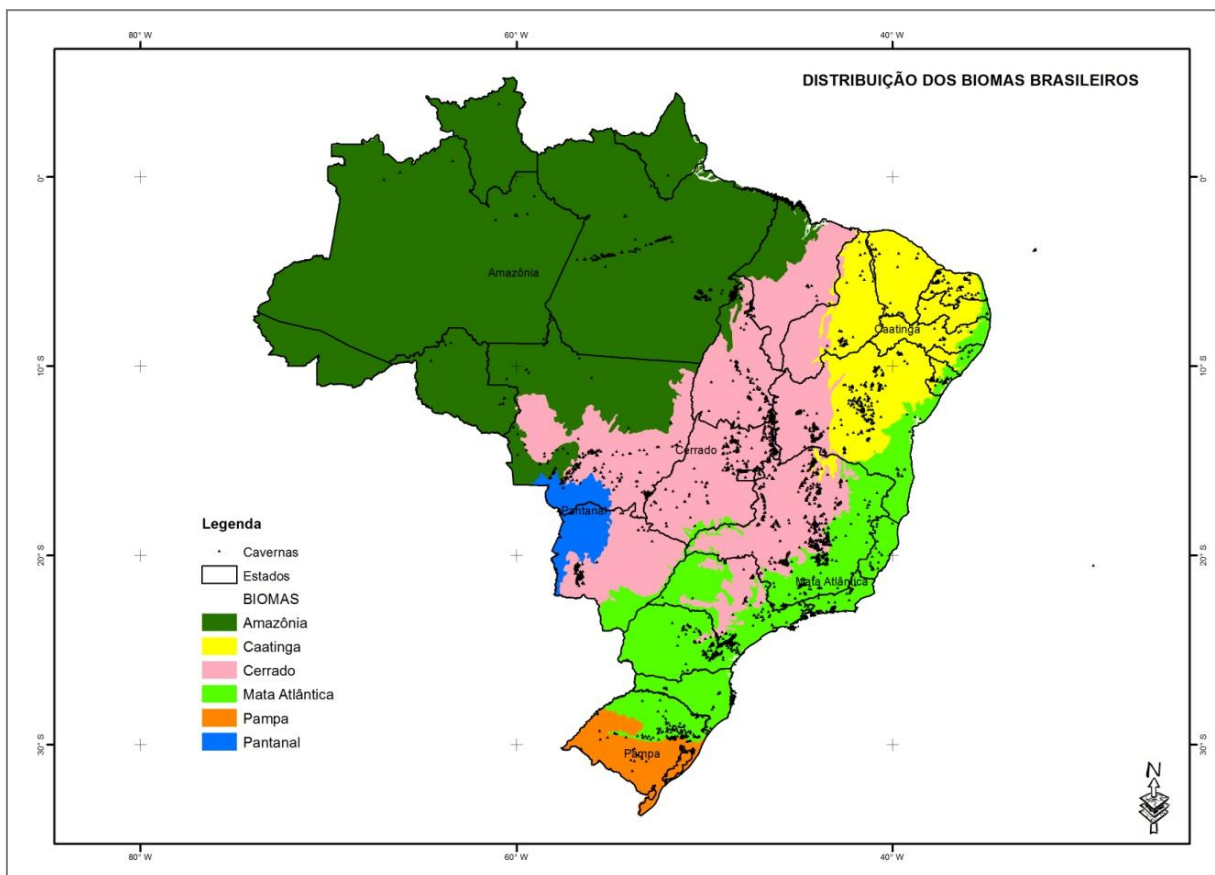 80° W
60° W
40° W
DISTRIBUIÇÃO DOS BIOMAS BRASILEIROS
0°
0°
Amazônia
Caatinga
10° S
10° S
Cerrado
Pantanal
Legenda
Cavernas
Estados
BIOMAS
Amazônia
Caatinga
Cerrado
Mata Atlântica
Pampa
Pantanal
20° S
20° S
Mata Atlântica
30° S
30° S
Pampa
N
80° W
60° W
40° W